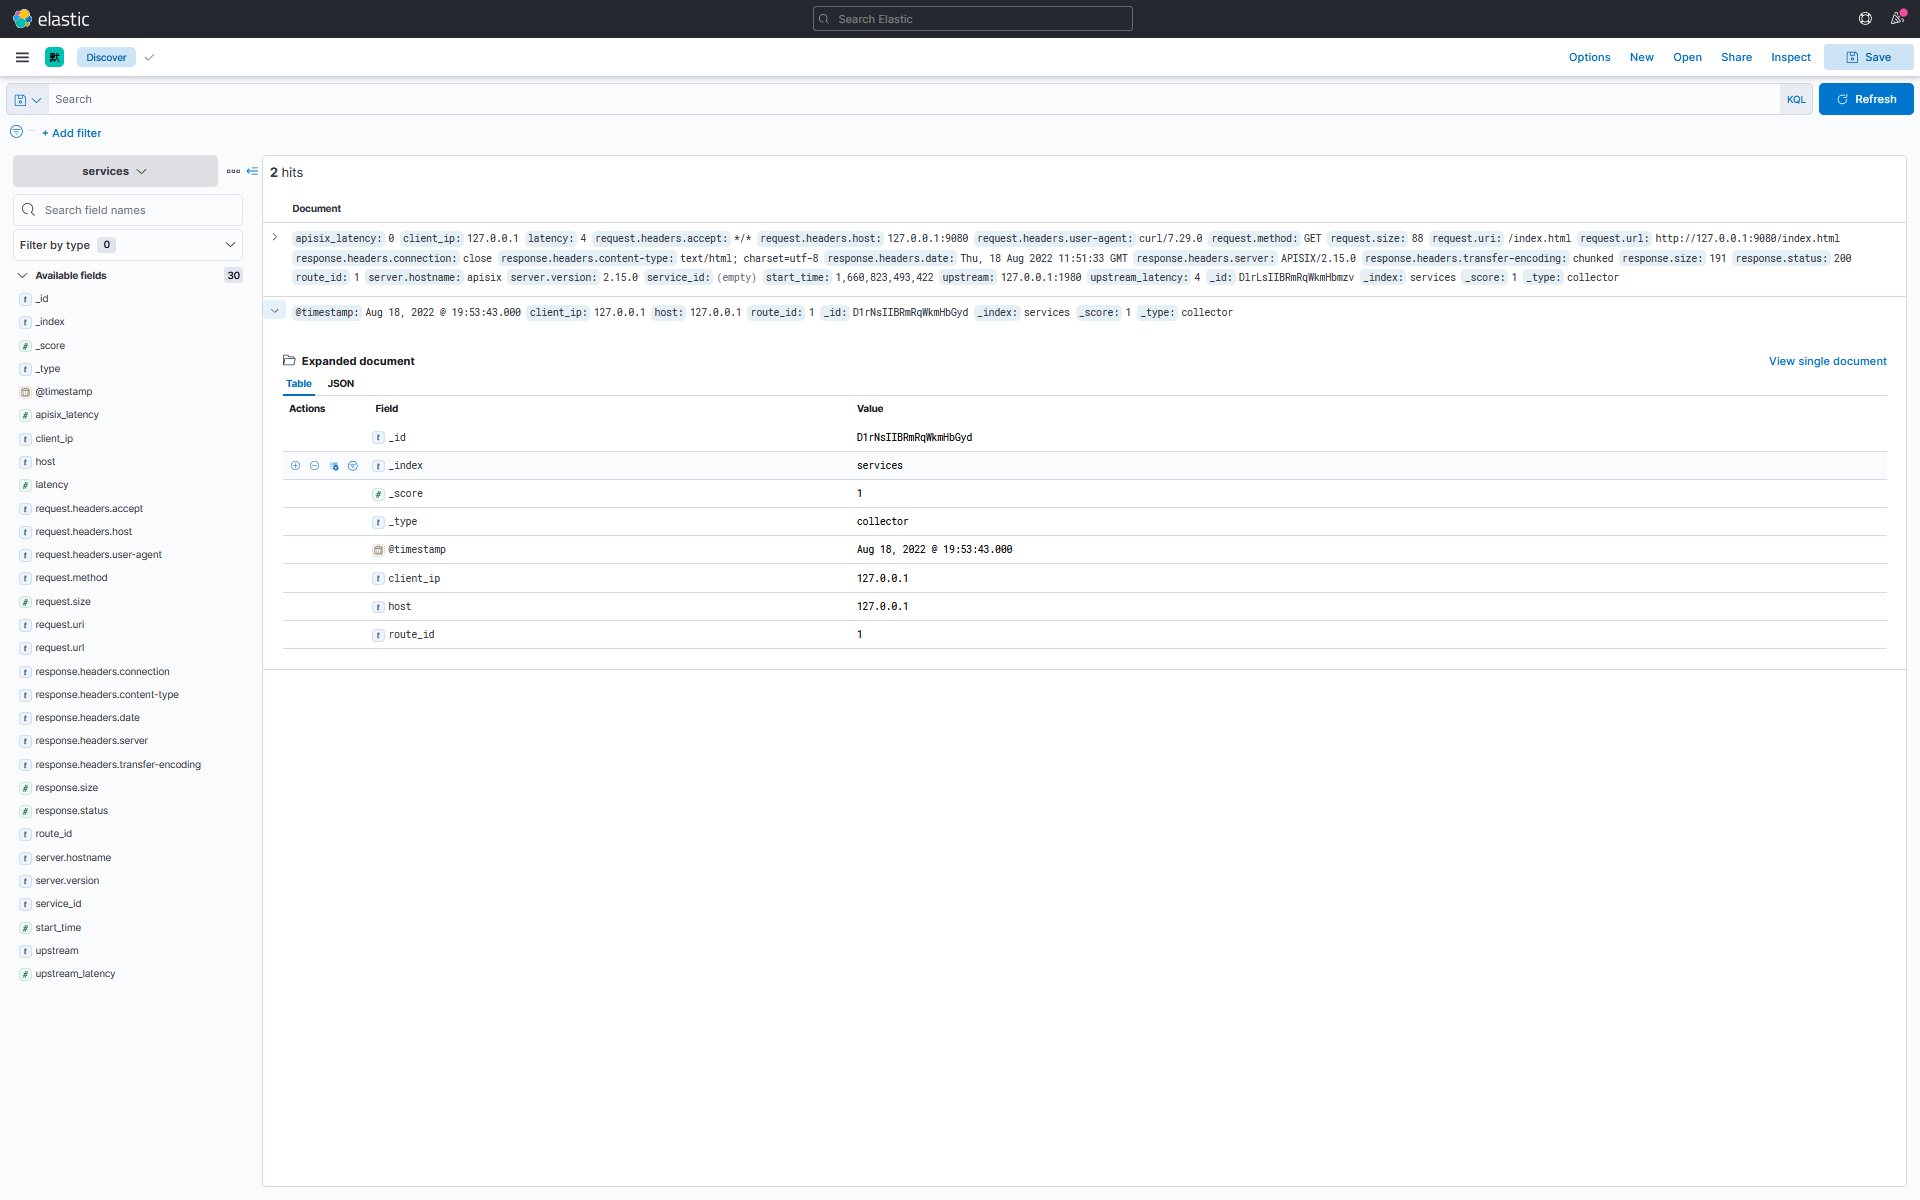 elastic
Search Elastic
默
Discover
Options New Open Share Inspect Save
Search
KQL
Refresh
+ Add filter
services
Search field names
Filter by type 0
Available fields 30
t _id
t _index
# _score
t _type
@timestamp
# apisix_latency
t client_ip
t host
# latency
t request.headers.accept
t request.headers.host
t request.headers.user-agent
t request.method
# request.size
t request.uri
t request.url
t response.headers.connection
t response.headers.content-type
t response.headers.date
t response.headers.server
t response.headers.transfer-encoding
# response.size
# response.status
t route_id
t server.hostname
t server.version
t service_id
# start_time
t upstream
# upstream_latency
2 hits
Document
apisix_latency: 0 client_ip: 127.0.0.1 latency: 4 request.headers.accept: */* request.headers.host: 127.0.0.1:9080 request.headers.user-agent: curl/7.29.0 request.method: GET request.size: 88 request.uri: /index.html request.url: http://127.0.0.1:9080/index.html
response.headers.connection: close response.headers.content-type: text/html; charset=utf-8 response.headers.date: Thu, 18 Aug 2022 11:51:33 GMT response.headers.server: APISIX/2.15.0 response.headers.transfer-encoding: chunked response.size: 191 response.status: 200
route_id: 1 server.hostname: apisix server.version: 2.15.0 service_id: (empty) start_time: 1,660,823,493,422 upstream: 127.0.0.1:1980 upstream_latency: 4 _id: D1rLsIIBRmRqWkmHbmzv _index: services _score: 1 _type: collector
@timestamp: Aug 18, 2022 @ 19:53:43.000 client_ip: 127.0.0.1 host: 127.0.0.1 route_id: 1 _id: D1rNsIIBRmRqWkmHbGyd _index: services _score: 1 _type: collector
Expanded document
View single document
Table JSON
Actions Field Value
t _id D1rNsIIBRmRqWkmHbGyd
t _index services
# _score 1
t _type collector
@timestamp Aug 18, 2022 @ 19:53:43.000
t client_ip 127.0.0.1
t host 127.0.0.1
t route_id 1